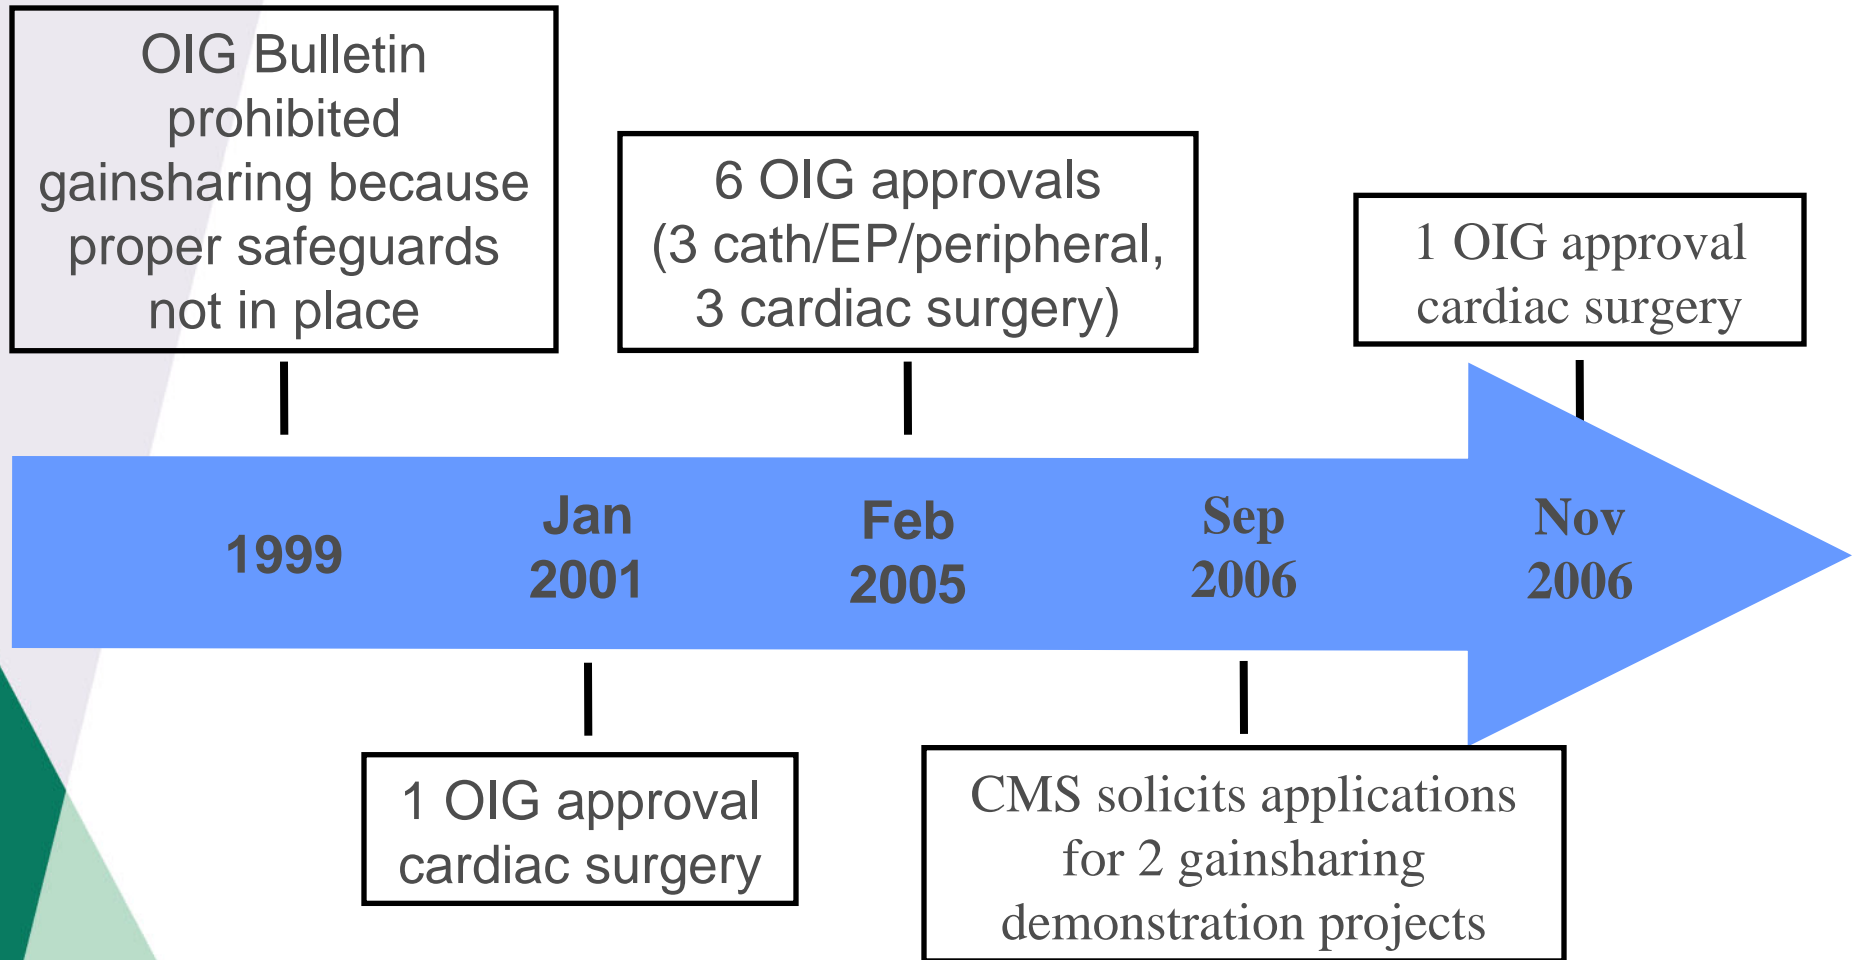 OIG Bulletin
prohibited
gainsharing because
proper safeguards
not in place
6 OIG approvals
(3 cath/EP/peripheral,
3 cardiac surgery)
1 OIG approval
cardiac surgery
1999
Jan
2001
Feb
2005
Sep
2006
Nov
2006
1 OIG approval
cardiac surgery
CMS solicits applications
for 2 gainsharing
demonstration projects